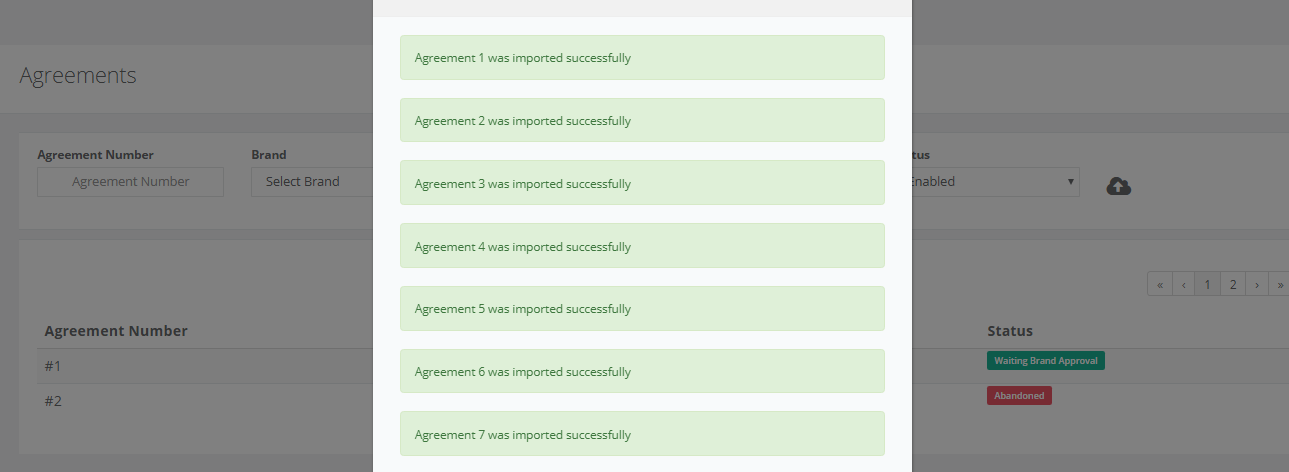 Agreements
Agreement Number
Agreement Number
Brand
Select Brand
tus
Enabled
« ‹ 1 2 › »
Agreement Number
Status
#1
Waiting Brand Approval
#2
Abandoned
Agreement 1 was imported successfully
Agreement 2 was imported successfully
Agreement 3 was imported successfully
Agreement 4 was imported successfully
Agreement 5 was imported successfully
Agreement 6 was imported successfully
Agreement 7 was imported successfully